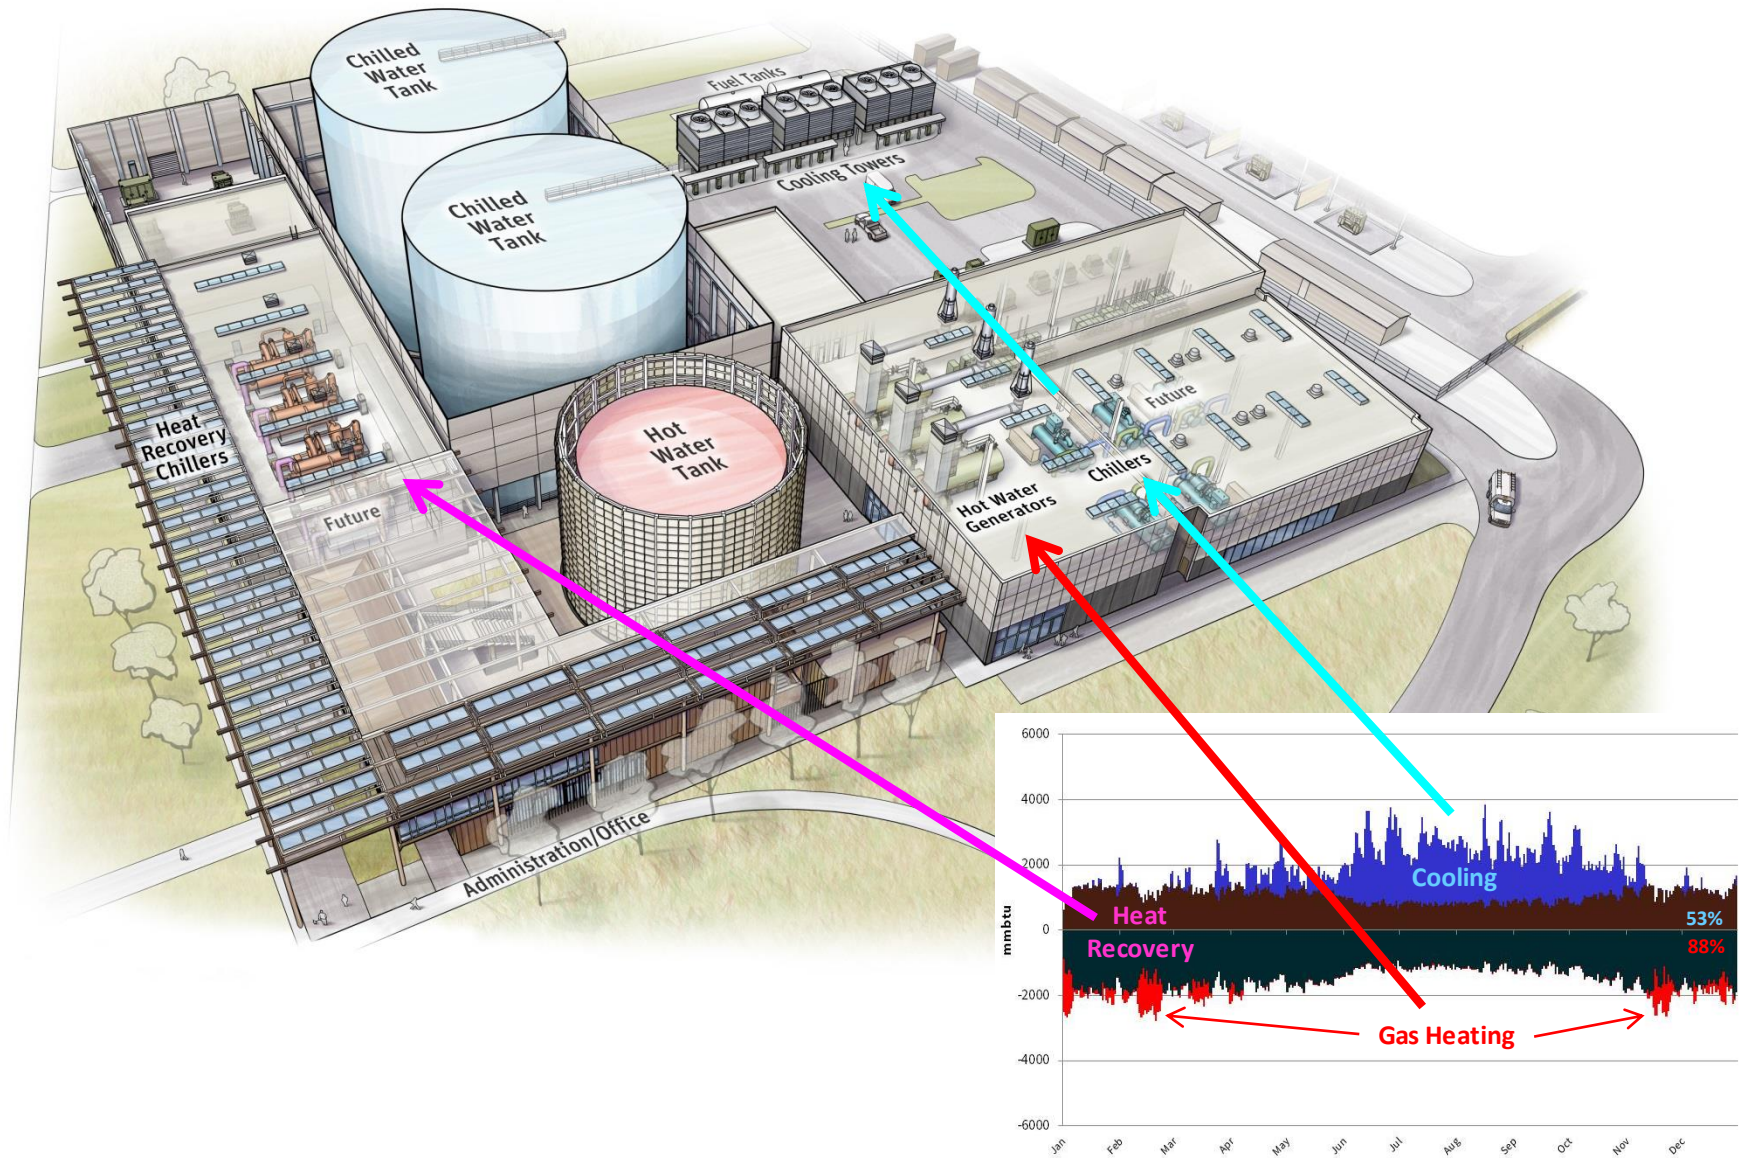 Chilled
Water
Tank
Fuel Tanks
Cooling Towers
Chilled
Water
Tank
Heat
Recovery
Chillers
Future
Hot
Water
Tank
Future
Chillers
Hot Water
Generators
Administration/Office
6000
4000
2000
0
-2000
-4000
-6000
mmbtu
Cooling
Heat
Recovery
53%
88%
Gas Heating
Jan
Feb
Mar
Apr
May
Jun
Jul
Aug
Sep
Oct
Nov
Dec